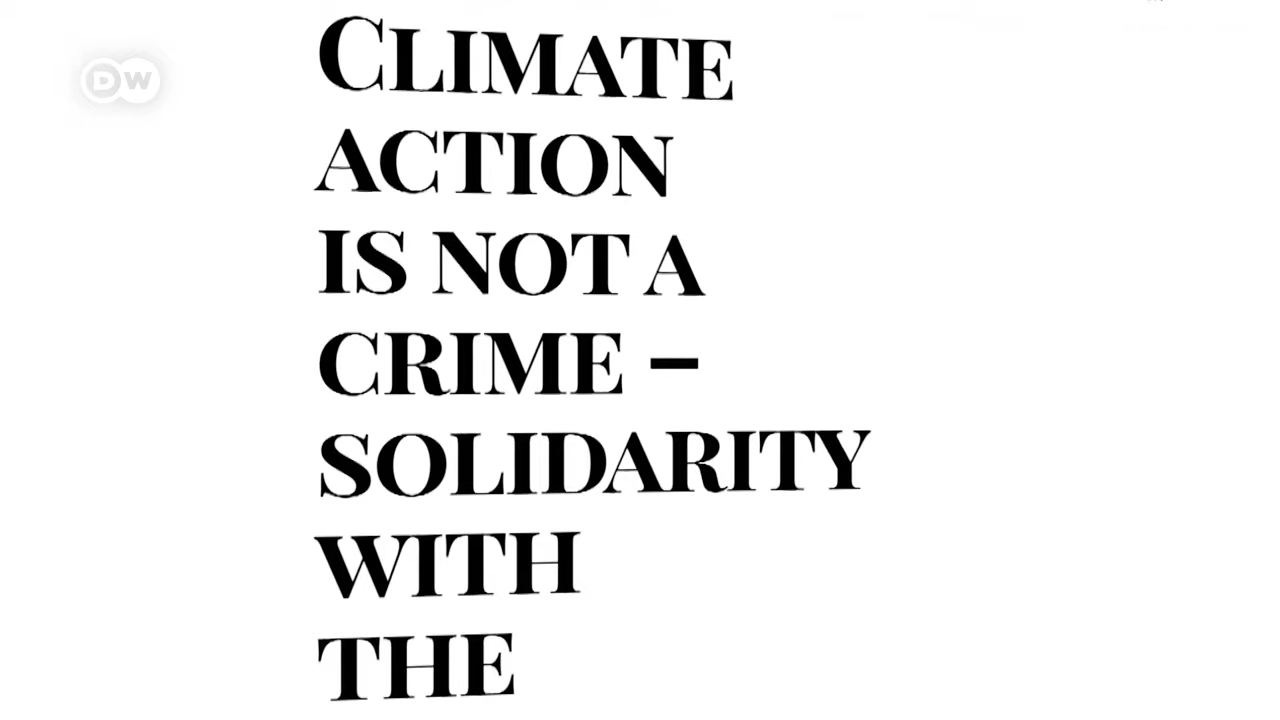 DW
CLIMATE
ACTION
IS NOT A
CRIME –
SOLIDARITY
WITH
THE